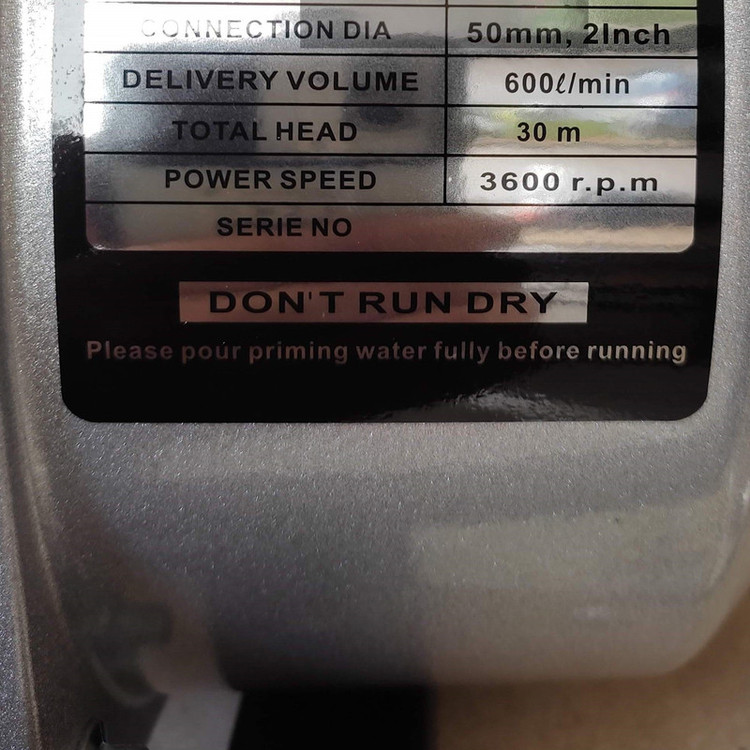 CONNECTION DIA 50mm, 2Inch
DELIVERY VOLUME 600ℓ/min
TOTAL HEAD 30 m
POWER SPEED 3600 r.p.m
SERIE NO
DON'T RUN DRY
Please pour priming water fully before running